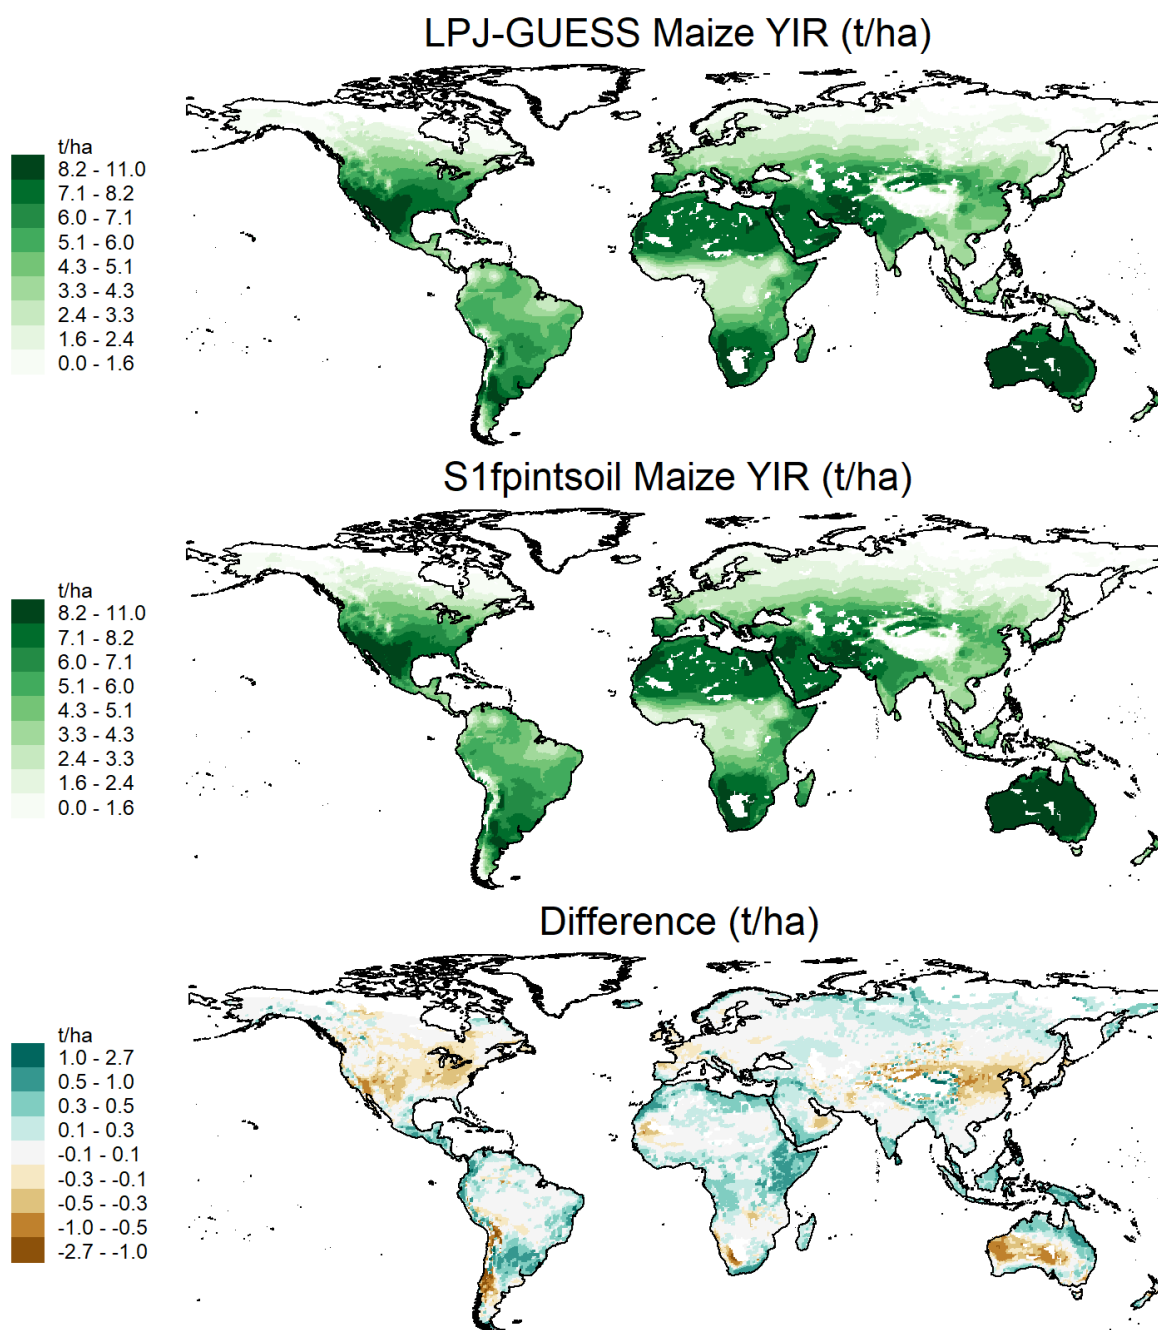 LPJ-GUESS Maize YIR (t/ha)
t/ha
8.2 - 11.0
7.1 - 8.2
6.0 - 7.1
5.1 - 6.0
4.3 - 5.1
3.3 - 4.3
2.4 - 3.3
1.6 - 2.4
0.0 - 1.6
S1fpintsoil Maize YIR (t/ha)
t/ha
8.2 - 11.0
7.1 - 8.2
6.0 - 7.1
5.1 - 6.0
4.3 - 5.1
3.3 - 4.3
2.4 - 3.3
1.6 - 2.4
0.0 - 1.6
Difference (t/ha)
t/ha
1.0 - 2.7
0.5 - 1.0
0.3 - 0.5
0.1 - 0.3
-0.1 - 0.1
-0.3 - -0.1
-0.5 - -0.3
-1.0 - -0.5
-2.7 - -1.0